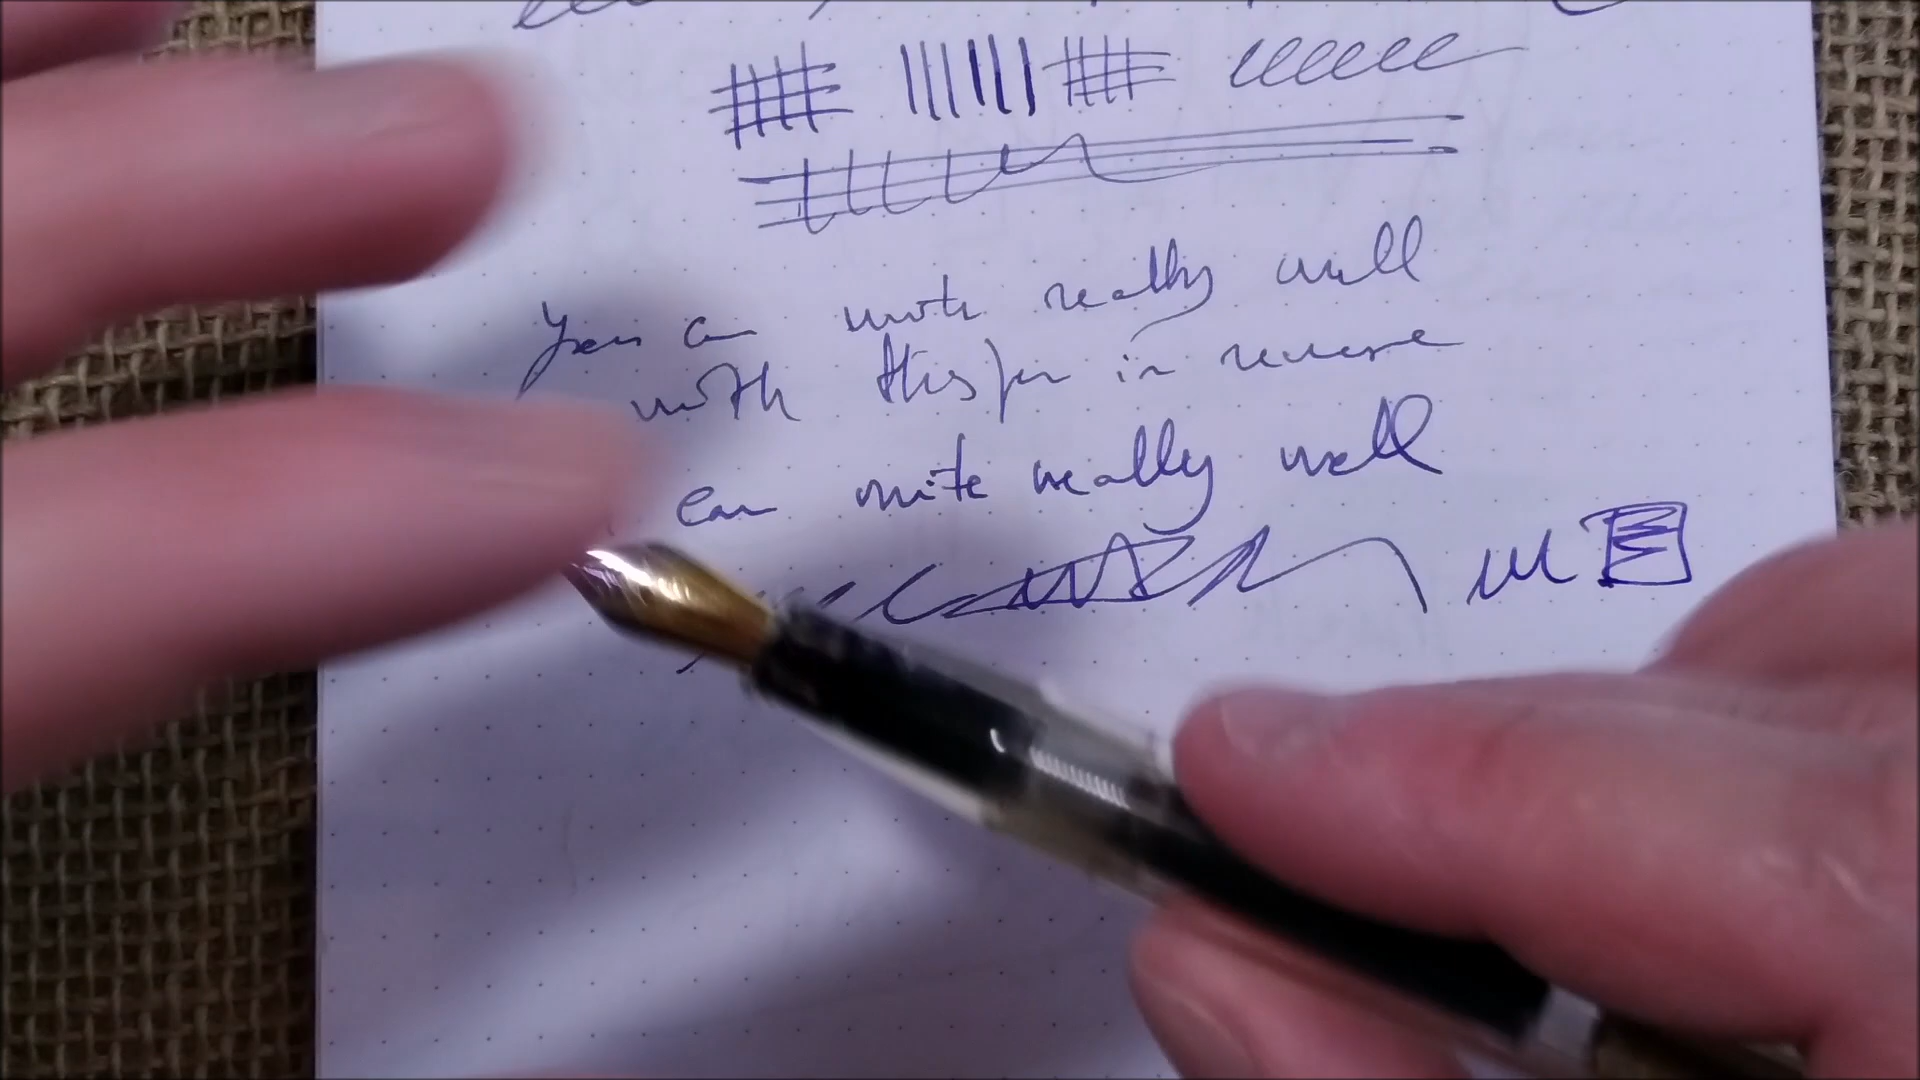 You can write really well
with this pen in reverse
can write really well